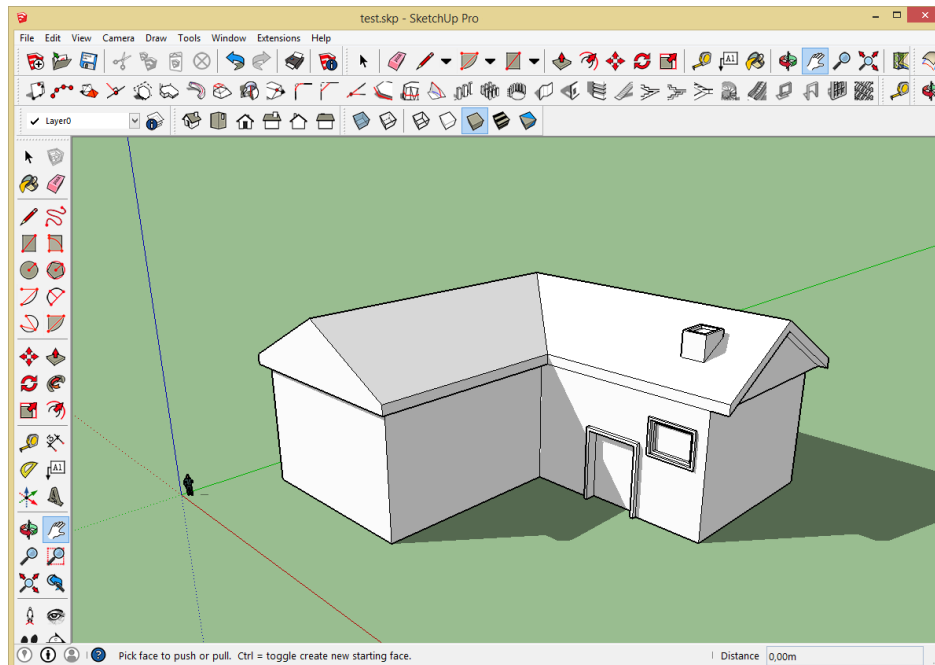 test.skp - SketchUp Pro
File Edit View Camera Draw Tools Window Extensions Help
A1
Layer0
A1
Pick face to push or pull. Ctrl = toggle create new starting face.
Distance 0,00m